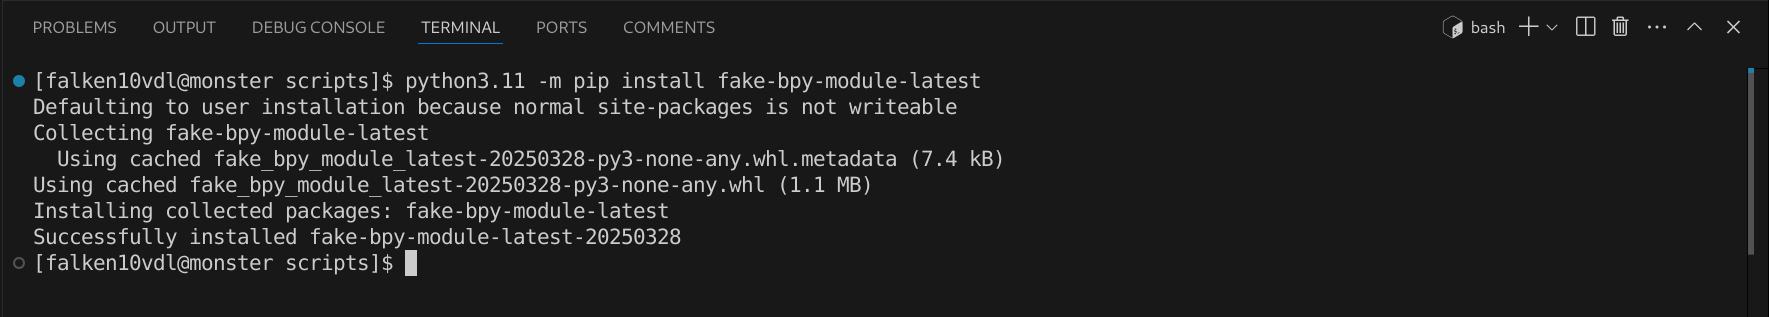 PROBLEMS OUTPUT DEBUG CONSOLE TERMINAL PORTS COMMENTS bash
[falken10vdl@monster scripts]$ python3.11 -m pip install fake-bpy-module-latest
Defaulting to user installation because normal site-packages is not writeable
Collecting fake-bpy-module-latest
  Using cached fake_bpy_module_latest-20250328-py3-none-any.whl.metadata (7.4 kB)
Using cached fake_bpy_module_latest-20250328-py3-none-any.whl (1.1 MB)
Installing collected packages: fake-bpy-module-latest
Successfully installed fake-bpy-module-latest-20250328
[falken10vdl@monster scripts]$